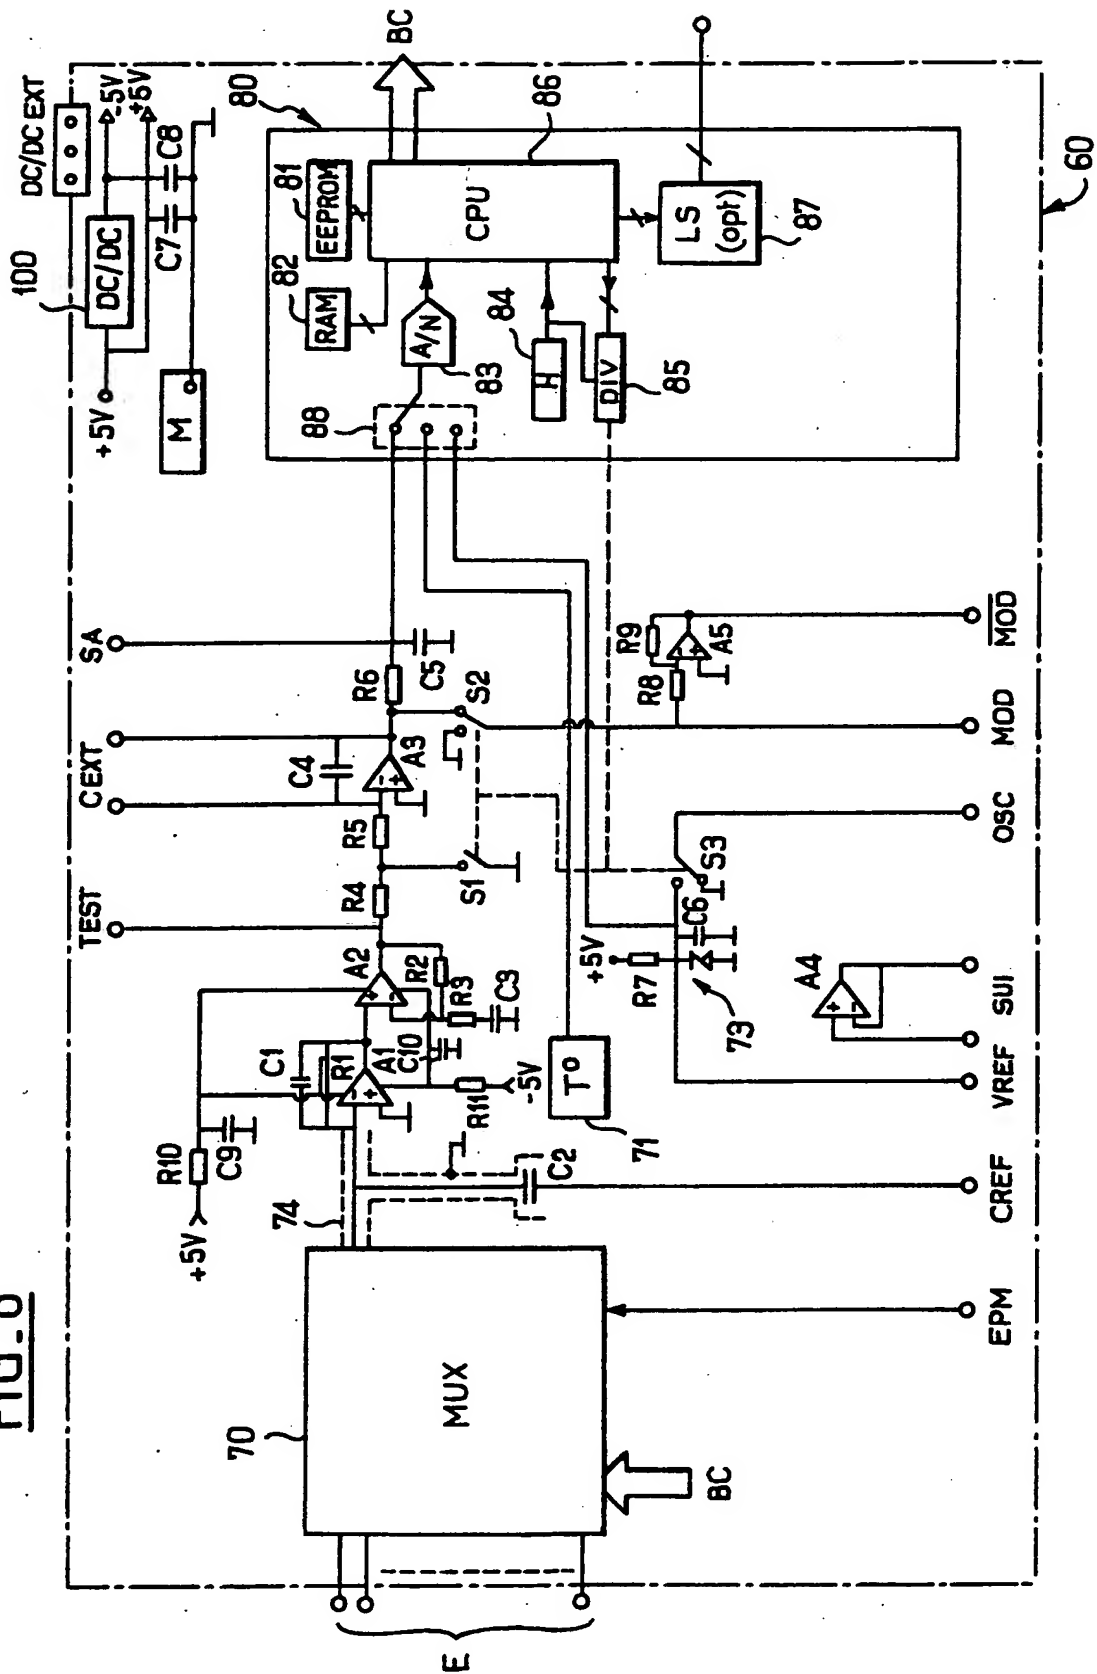 FIG_6
E
BC
70
MUX
74
EPM
CREF
VREF
SUI
OSC
MOD
MOD
+5V
R10
C9
C1
R1
A1
C10
R11
-5V
C2
A2
R2
R3
C3
TEST
R4
R5
S1
C EXT
C4
A3
R6
SA
C5
S2
T°
71
+5V
R7
73
C6
S3
A4
R8
R9
A5
88
A/N
83
RAM
82
EEPROM
81
80
CPU
86
BC
H
84
DIV
85
LS
(opt)
87
60
M
+5V
DC/DC
100
C7
C8
-5V
+5V
DC/DC EXT